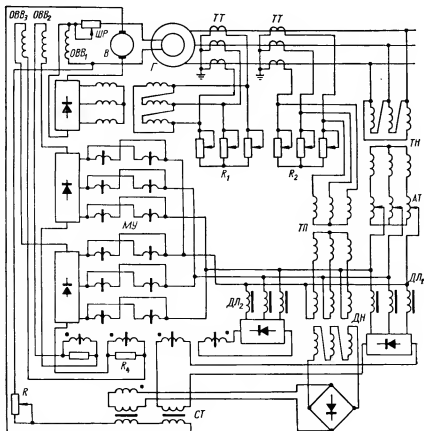 ОВВ₃ ОВВ₂
ОВВ₁
ШР
В
Г
ТТ
ТТ
R₁
R₂
ТН
АТ
МУ
ТП
ДЛ₂
ДН
ДЛ₁
R
R₄
СТ